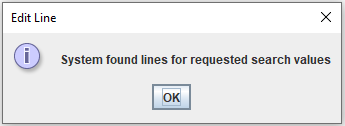 Edit Line
System found lines for requested search values
OK